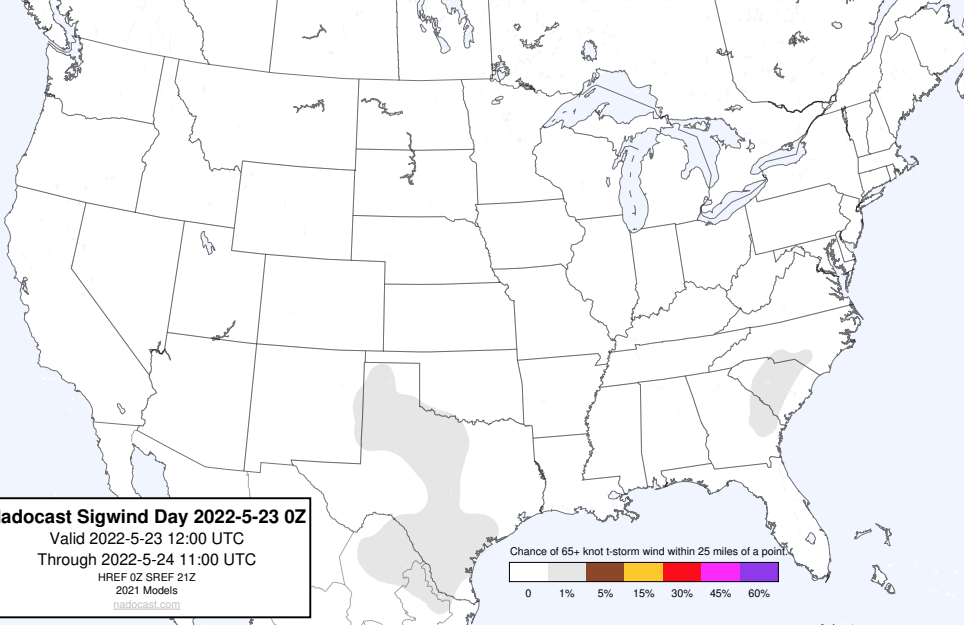 adocast Sigwind Day 2022-5-23 0Z
Valid 2022-5-23 12:00 UTC
Through 2022-5-24 11:00 UTC
HREF 0Z SREF 21Z
2021 Models
nadocast.com
Chance of 65+ knot t-storm wind within 25 miles of a point.
0 1% 5% 15% 30% 45% 60%